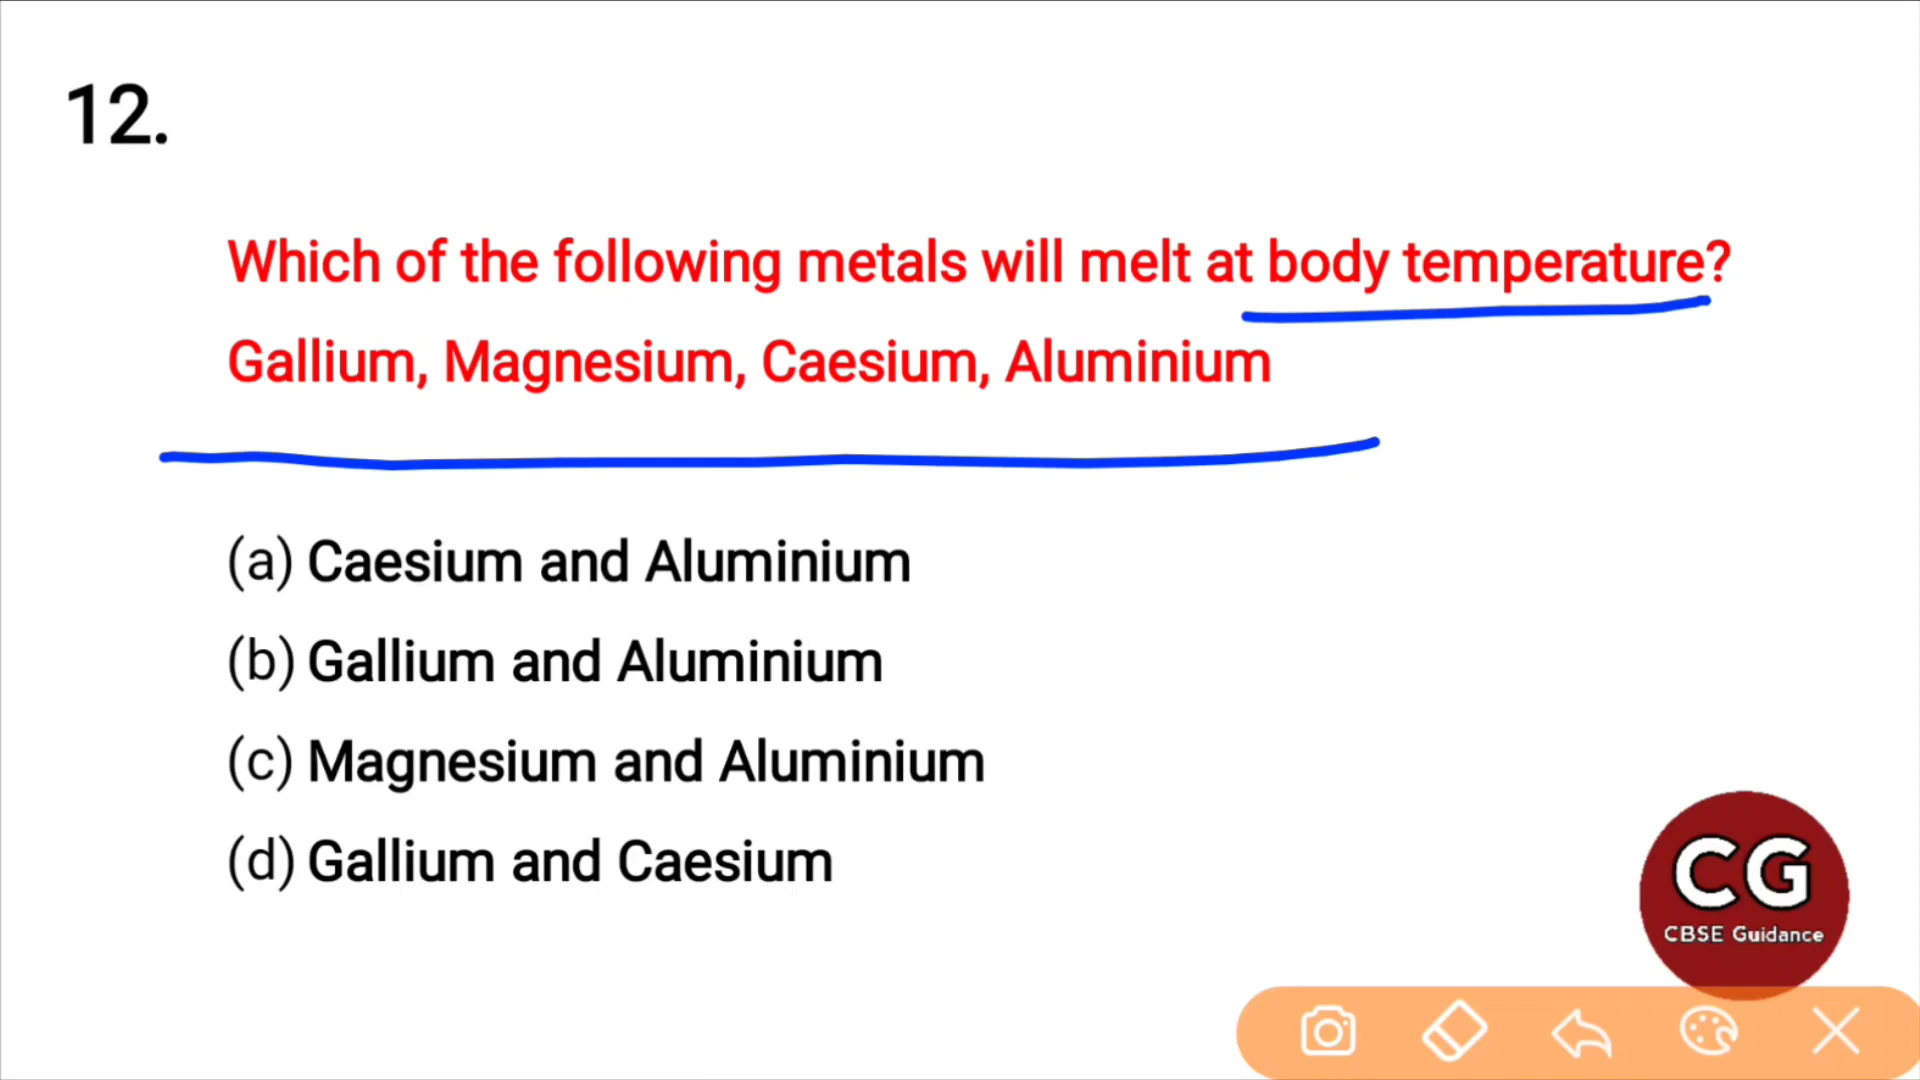 12.
Which of the following metals will melt at body temperature?
Gallium, Magnesium, Caesium, Aluminium
(a) Caesium and Aluminium
(b) Gallium and Aluminium
(c) Magnesium and Aluminium
(d) Gallium and Caesium
CG
CBSE Guidance